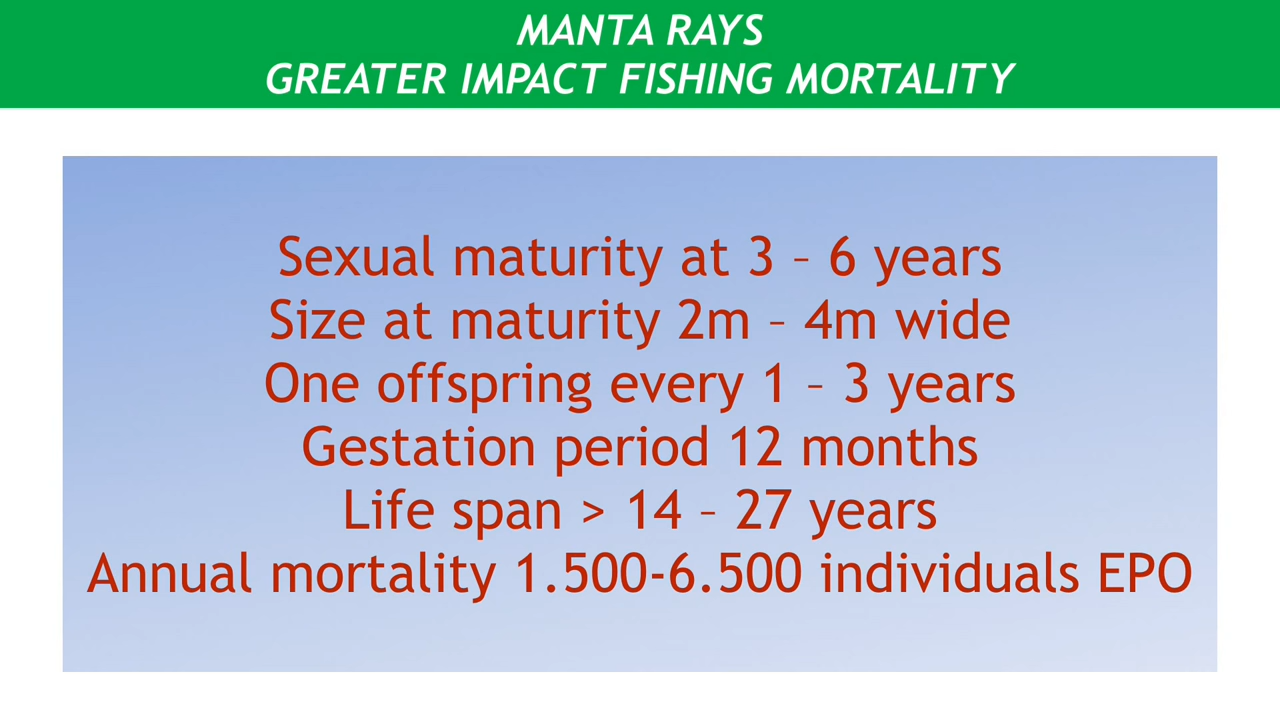 MANTA RAYS
GREATER IMPACT FISHING MORTALITY
Sexual maturity at 3 – 6 years
Size at maturity 2m – 4m wide
One offspring every 1 – 3 years
Gestation period 12 months
Life span > 14 – 27 years
Annual mortality 1.500-6.500 individuals EPO